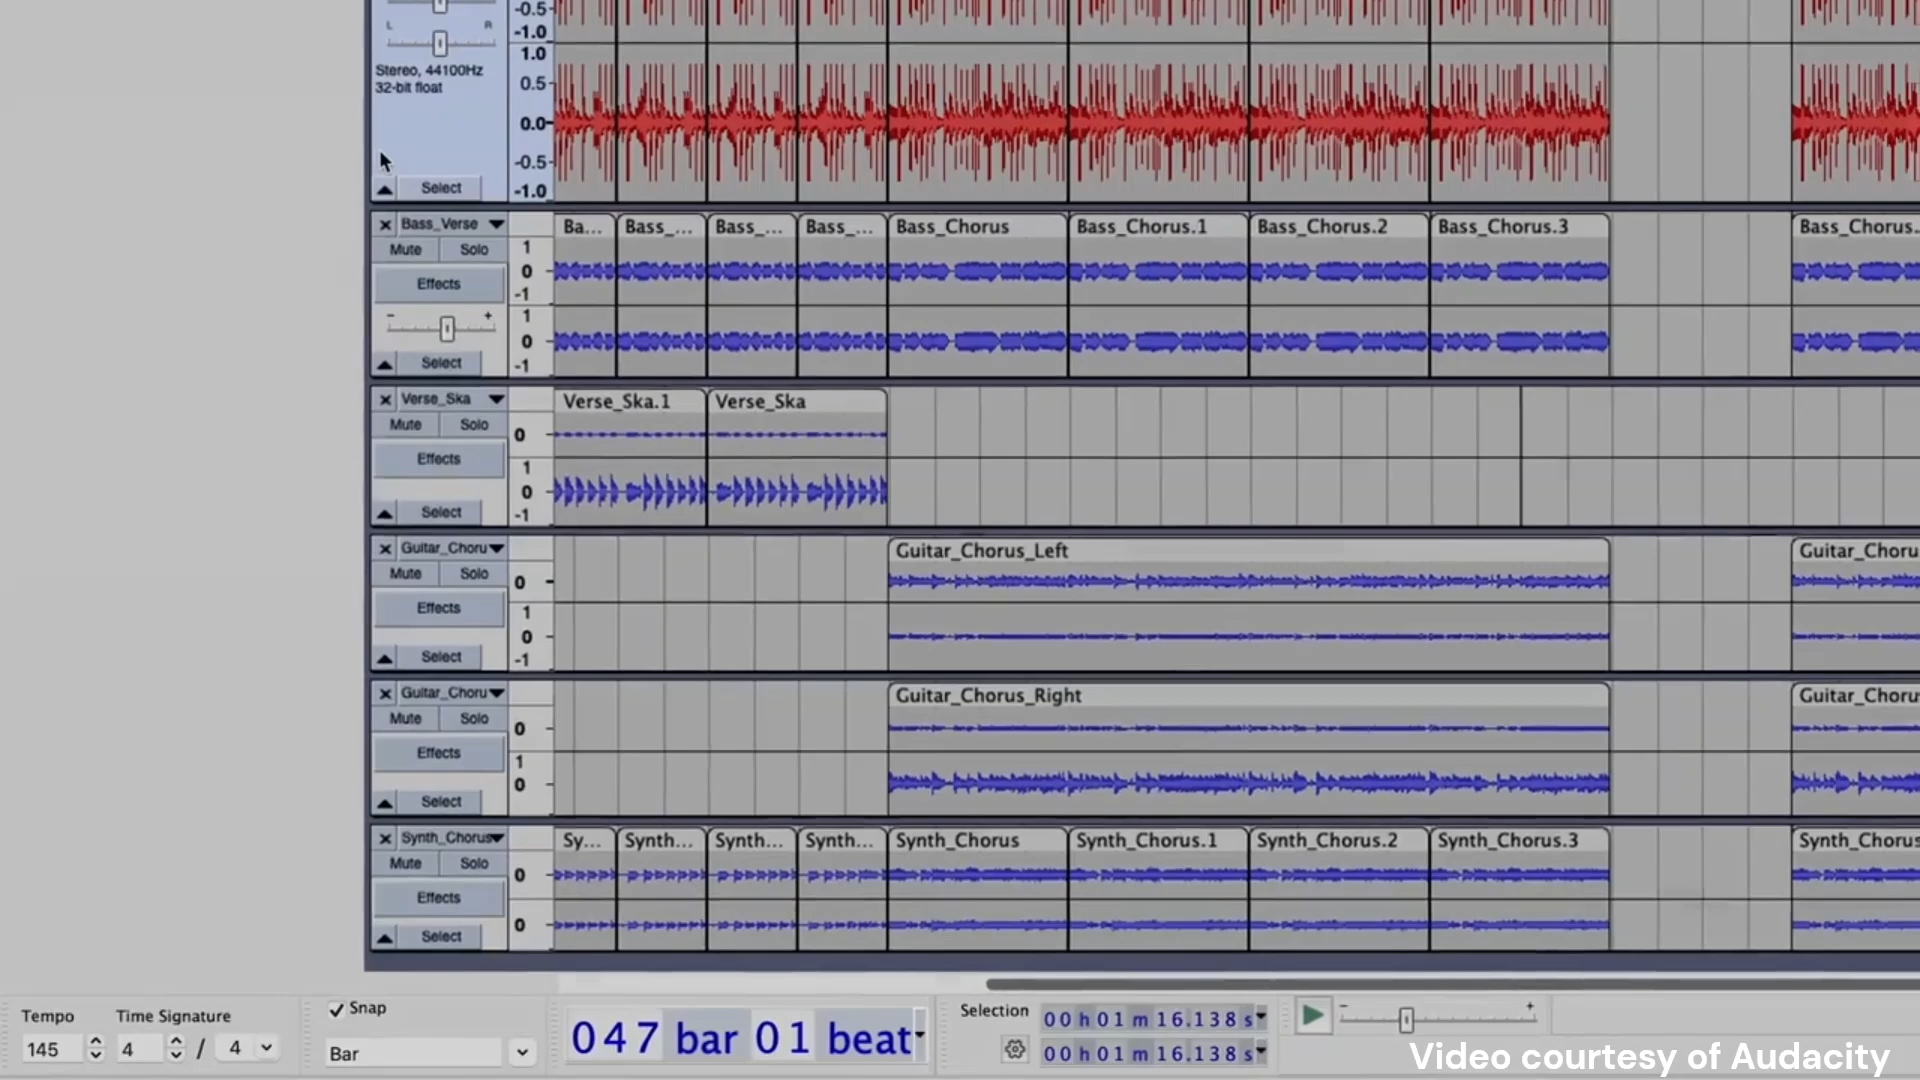 -0.5
-1.0
L R
1.0
Stereo, 44100Hz
32-bit float
0.5
0.0
-0.5
Select
-1.0
Bass_Verse
Ba...
Bass_...
Bass_...
Bass_...
Bass_Chorus
Bass_Chorus.1
Bass_Chorus.2
Bass_Chorus.3
Bass_Chorus..
Mute Solo
1
0
-1
Effects
- +
1
0
-1
Select
Verse_Ska
Verse_Ska.1
Verse_Ska
Mute Solo
0
Effects
1
0
-1
Select
Guitar_Choru
Guitar_Chorus_Left
Guitar_Choru
Mute Solo
0
Effects
1
0
-1
Select
Guitar_Choru
Guitar_Chorus_Right
Guitar_Chorus
Mute Solo
0
Effects
1
0
Select
Synth_Chorus
Sy...
Synth...
Synth...
Synth...
Synth_Chorus
Synth_Chorus.1
Synth_Chorus.2
Synth_Chorus.3
Synth_Chorus
Mute Solo
0
Effects
0
Select
Tempo
145
Time Signature
4 / 4
Snap
Bar
047 bar 01 beat
Selection
00 h 01 m 16.138 s
00 h 01 m 16.138 s
- +
Video courtesy of Audacity